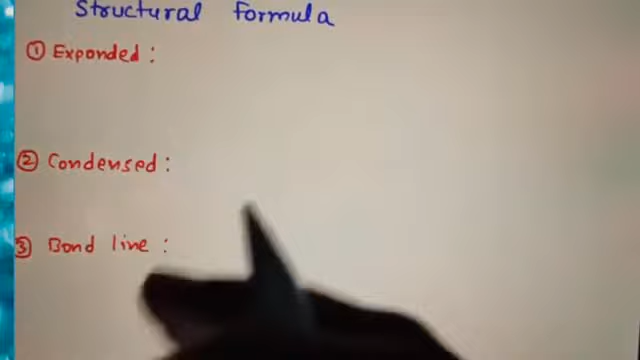 Structural Formula
① Exponded :
② Condensed :
③ Bond line :